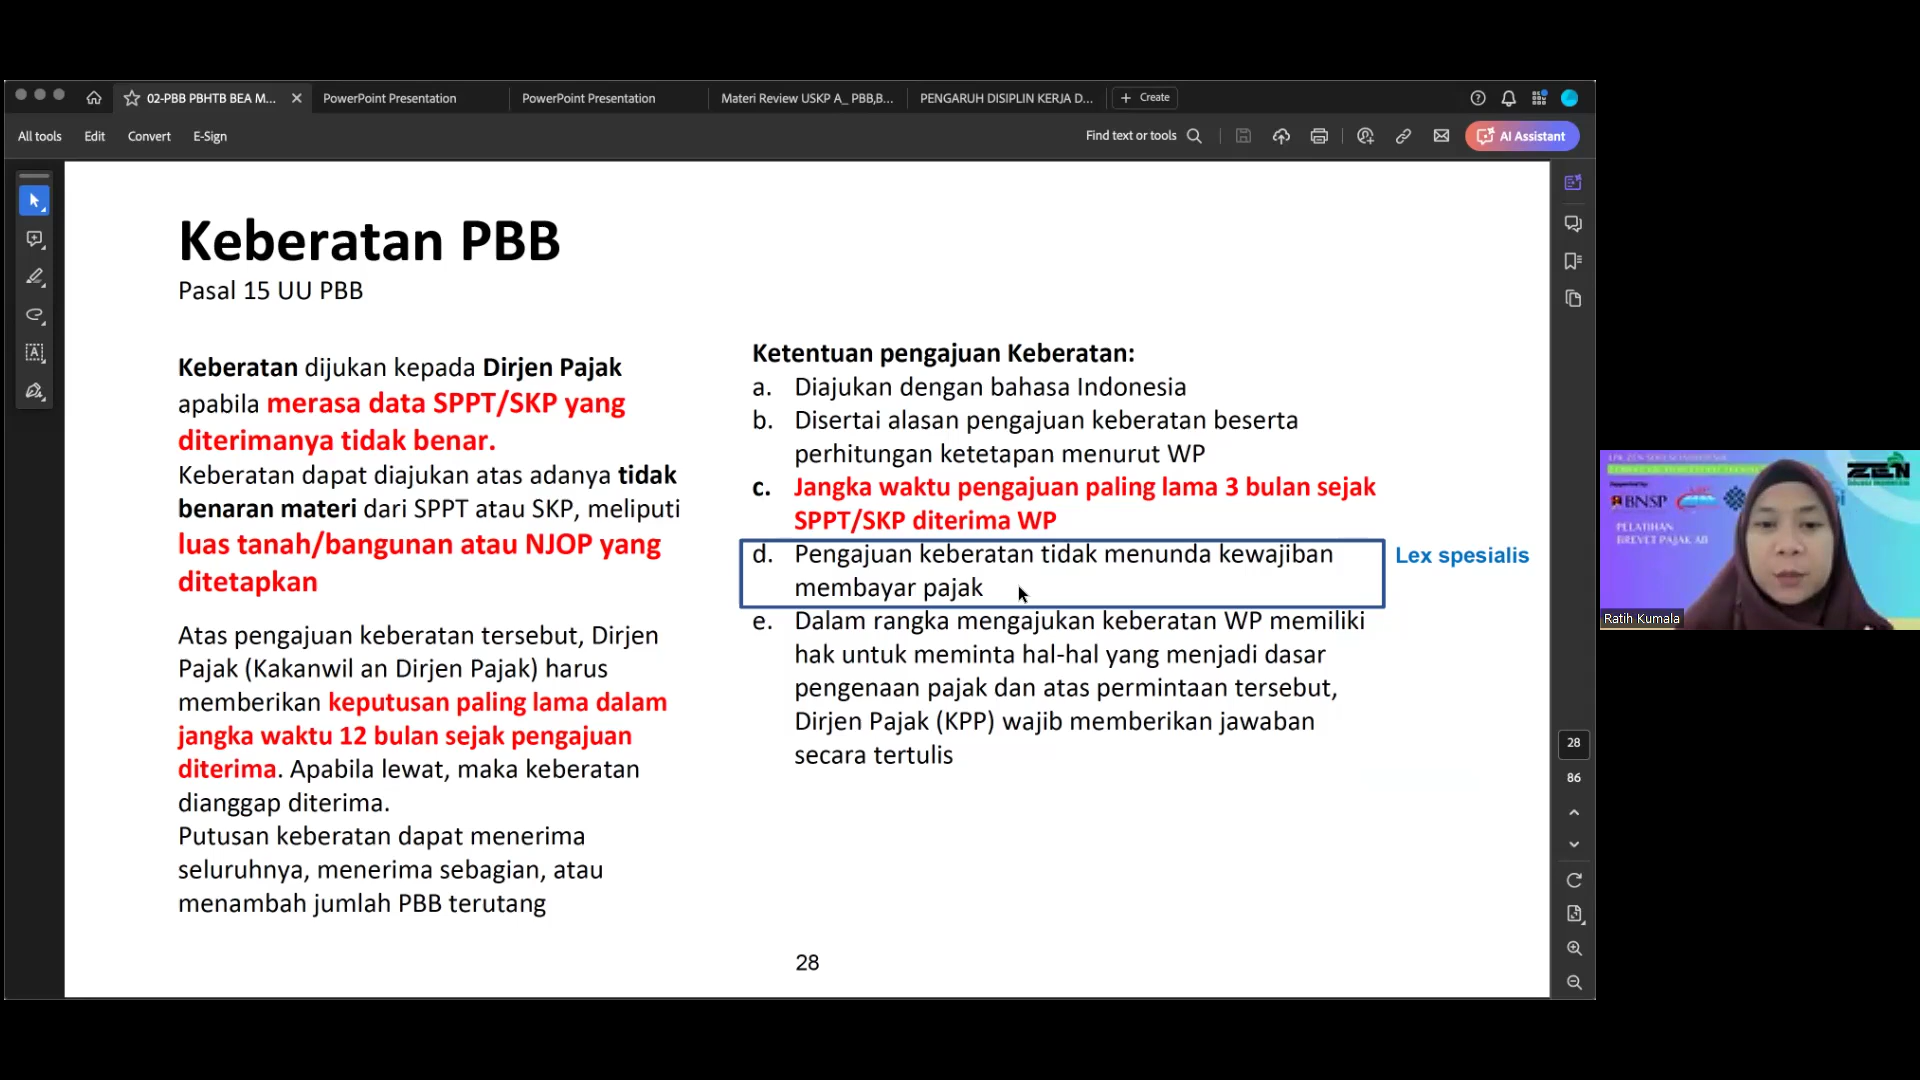 02-PBB PBHTB BEA M...
PowerPoint Presentation
PowerPoint Presentation
Materi Review USKP A_ PBB,B...
PENGARUH DISIPLIN KERJA D...
+ Create
All tools
Edit
Convert
E-Sign
Find text or tools
AI Assistant
Keberatan PBB
Pasal 15 UU PBB
Keberatan dijukan kepada Dirjen Pajak
apabila merasa data SPPT/SKP yang
diterimanya tidak benar.
Keberatan dapat diajukan atas adanya tidak
benaran materi dari SPPT atau SKP, meliputi
luas tanah/bangunan atau NJOP yang
ditetapkan
Atas pengajuan keberatan tersebut, Dirjen
Pajak (Kakanwil an Dirjen Pajak) harus
memberikan keputusan paling lama dalam
jangka waktu 12 bulan sejak pengajuan
diterima. Apabila lewat, maka keberatan
dianggap diterima.
Putusan keberatan dapat menerima
seluruhnya, menerima sebagian, atau
menambah jumlah PBB terutang
Ketentuan pengajuan Keberatan:
a. Diajukan dengan bahasa Indonesia
b. Disertai alasan pengajuan keberatan beserta
perhitungan ketetapan menurut WP
c. Jangka waktu pengajuan paling lama 3 bulan sejak
SPPT/SKP diterima WP
d. Pengajuan keberatan tidak menunda kewajiban
membayar pajak
Lex spesialis
e. Dalam rangka mengajukan keberatan WP memiliki
hak untuk meminta hal-hal yang menjadi dasar
pengenaan pajak dan atas permintaan tersebut,
Dirjen Pajak (KPP) wajib memberikan jawaban
secara tertulis
28
28
86
ZEN
BNSP
PELATIHAN
BREVET PAJAK AB
Ratih Kumala